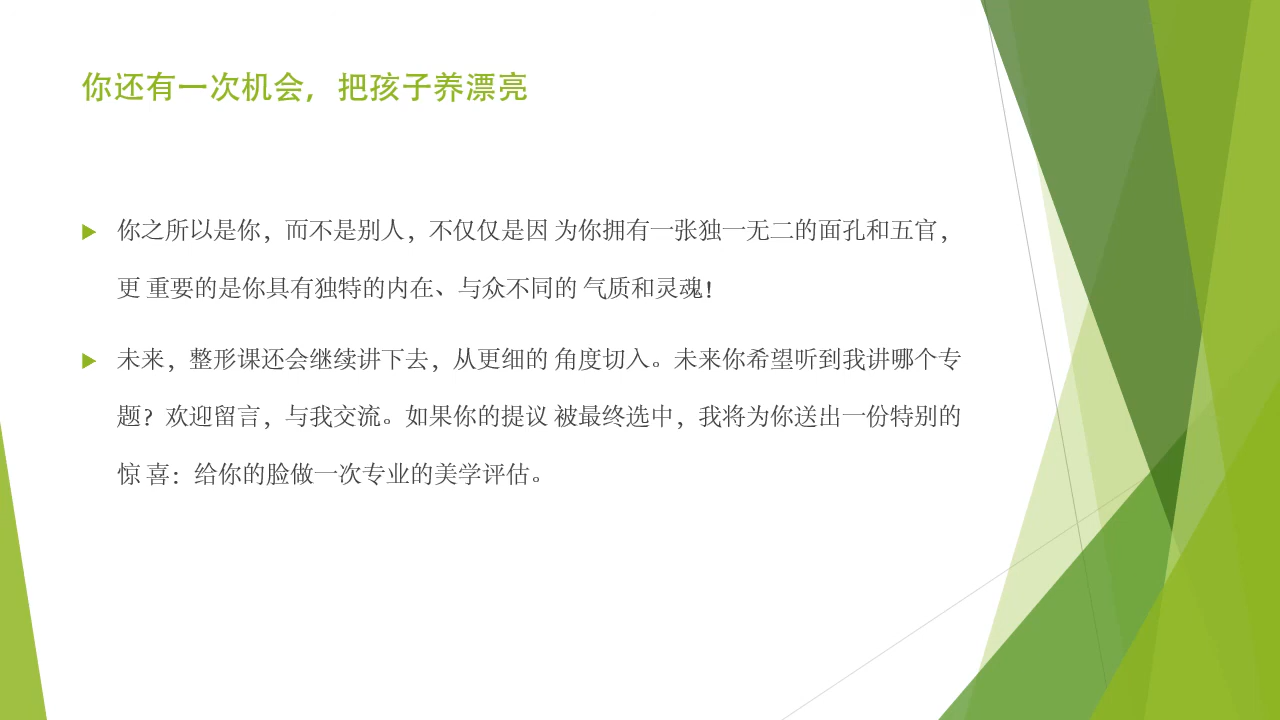 你还有一次机会，把孩子养漂亮
你之所以是你，而不是别人，不仅仅是因 为你拥有一张独一无二的面孔和五官，
更 重要的是你具有独特的内在、与众不同的 气质和灵魂！
未来，整形课还会继续讲下去，从更细的 角度切入。未来你希望听到我讲哪个专
题？欢迎留言，与我交流。如果你的提议 被最终选中，我将为你送出一份特别的
惊 喜：给你的脸做一次专业的美学评估。